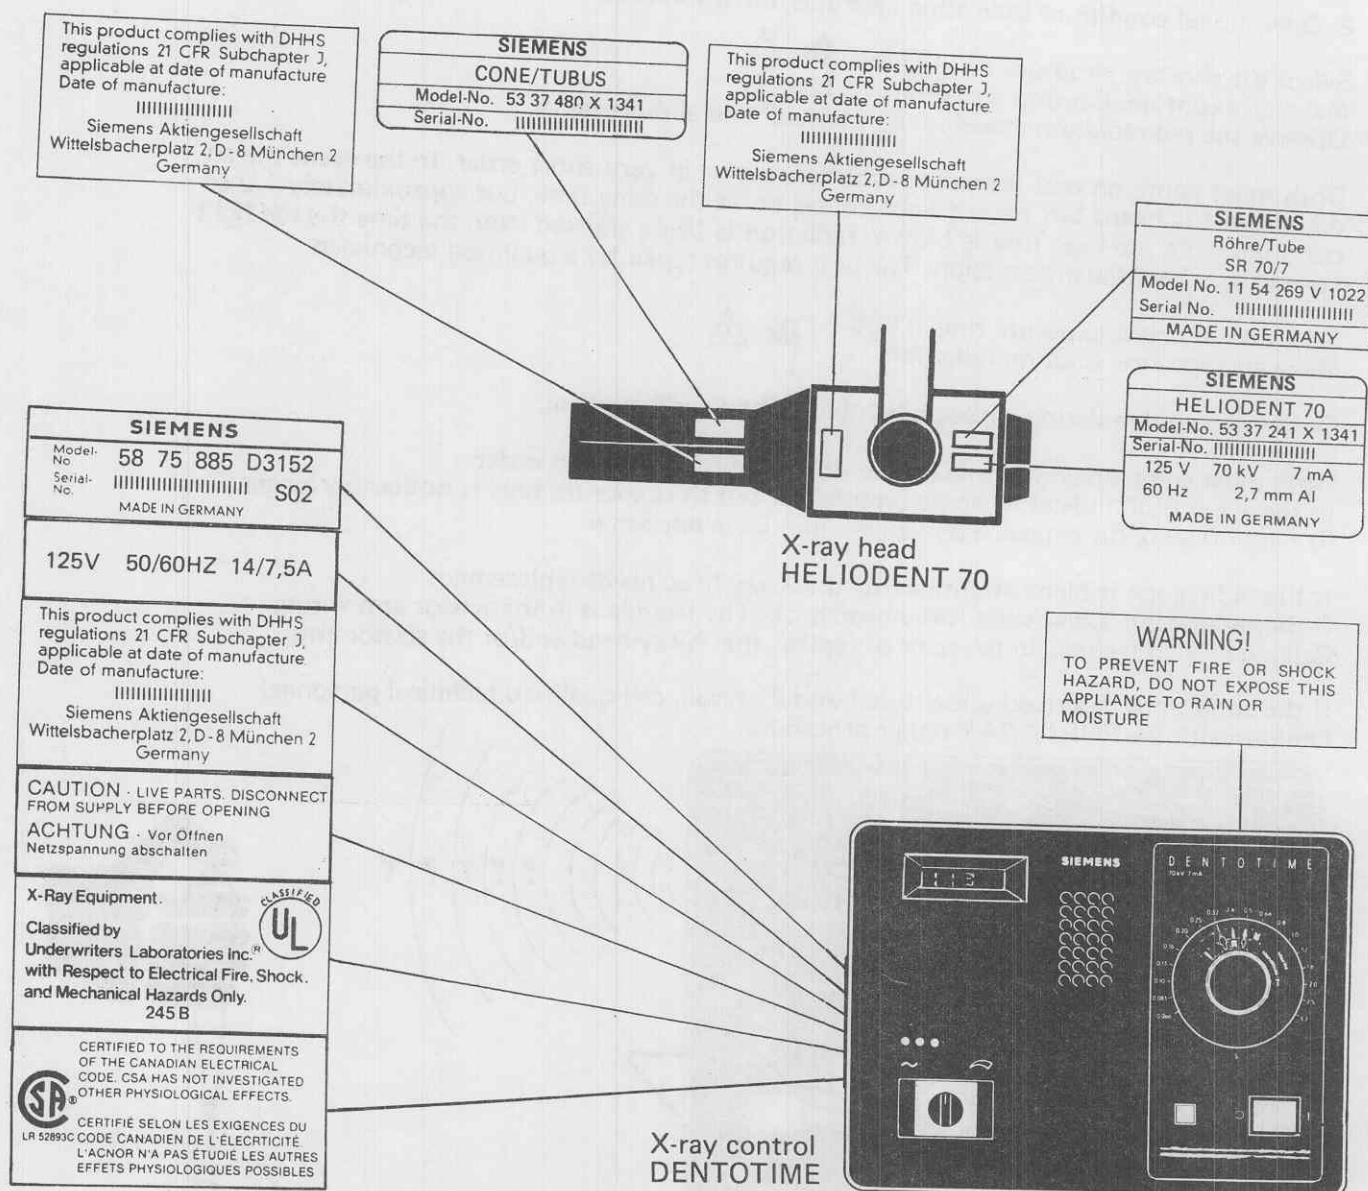 This product complies with DHHS
regulations 21 CFR Subchapter J,
applicable at date of manufacture
Date of manufacture:
Siemens Aktiengesellschaft
Wittelsbacherplatz 2, D-8 München 2
Germany
SIEMENS
CONE/TUBUS
Model-No. 53 37 480 X 1341
Serial-No.
This product complies with DHHS
regulations 21 CFR Subchapter J,
applicable at date of manufacture.
Date of manufacture:
Siemens Aktiengesellschaft
Wittelsbacherplatz 2, D-8 München 2
Germany
SIEMENS
Röhre/Tube
SR 70/7
Model No. 11 54 269 V 1022
Serial No.
MADE IN GERMANY
SIEMENS
HELIODENT 70
Model-No. 53 37 241 X 1341
Serial-No.
125 V 70 kV 7 mA
60 Hz 2,7 mm Al
MADE IN GERMANY
X-ray head
HELIODENT 70
SIEMENS
Model-No 58 75 885 D3152
Serial-No. S02
MADE IN GERMANY
125V 50/60HZ 14/7,5A
This product complies with DHHS
regulations 21 CFR Subchapter J,
applicable at date of manufacture.
Date of manufacture:
Siemens Aktiengesellschaft
Wittelsbacherplatz 2, D-8 München 2
Germany
CAUTION - LIVE PARTS. DISCONNECT
FROM SUPPLY BEFORE OPENING
ACHTUNG - Vor Öffnen
Netzspannung abschalten
X-Ray Equipment.
CLASSIFIED
UL
Classified by
Underwriters Laboratories Inc.®
with Respect to Electrical Fire, Shock.
and Mechanical Hazards Only.
245 B
CERTIFIED TO THE REQUIREMENTS
OF THE CANADIAN ELECTRICAL
CODE. CSA HAS NOT INVESTIGATED
OTHER PHYSIOLOGICAL EFFECTS.
SA®
LR 52893C
CERTIFIÉ SELON LES EXIGENCES DU
CODE CANADIEN DE L'ÉLECRTICITÉ.
L'ACNOR N'A PAS ÉTUDIÉ LES AUTRES
EFFETS PHYSIOLOGIQUES POSSIBLES
WARNING!
TO PREVENT FIRE OR SHOCK
HAZARD, DO NOT EXPOSE THIS
APPLIANCE TO RAIN OR
MOISTURE
SIEMENS
DENTOTIME
70 kV 7 mA
X-ray control
DENTOTIME